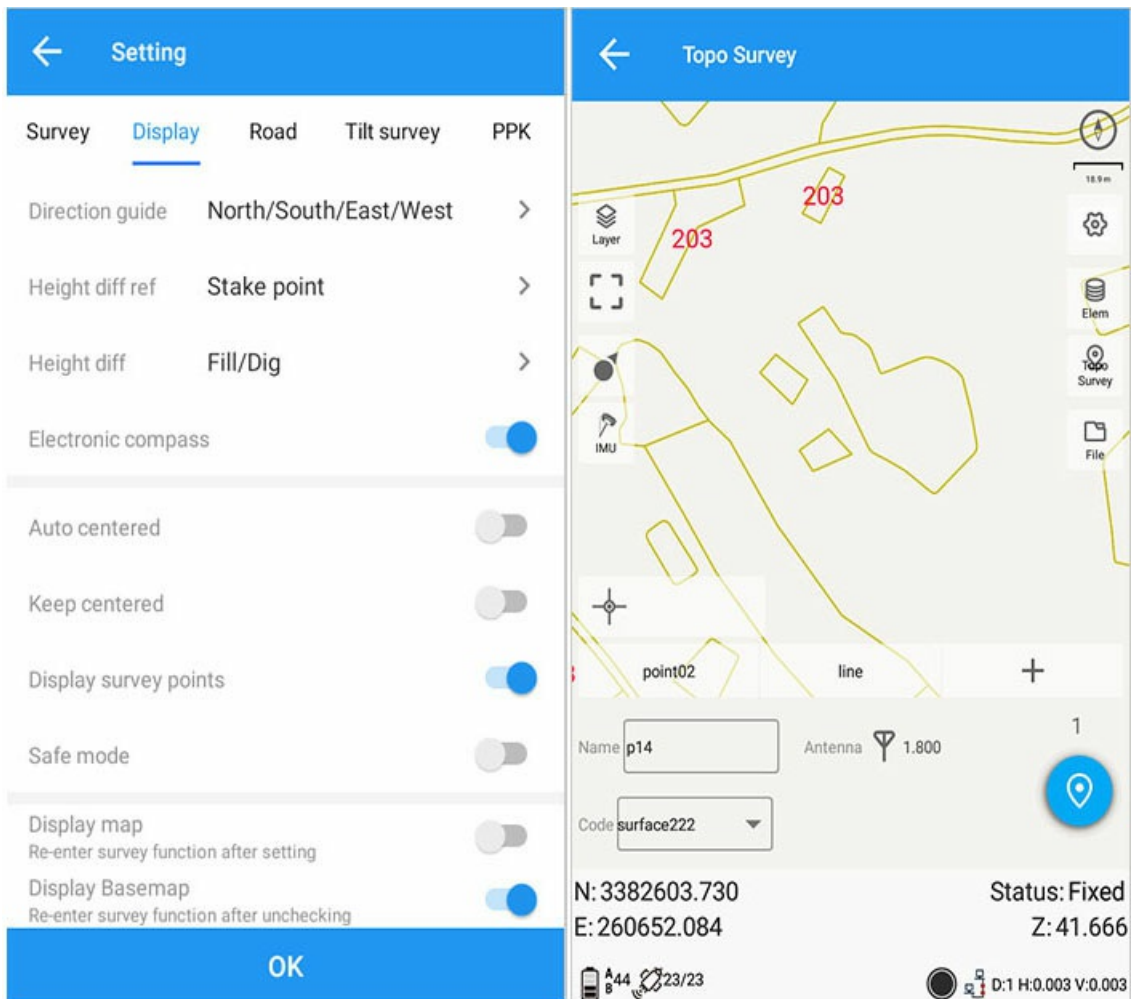 Setting
Survey Display Road Tilt survey PPK
Direction guide North/South/East/West
Height diff ref Stake point
Height diff Fill/Dig
Electronic compass
Auto centered
Keep centered
Display survey points
Safe mode
Display map
Re-enter survey function after setting
Display Basemap
Re-enter survey function after unchecking
OK
Topo Survey
18.9m
203
Layer
203
Elem
Topo
Survey
IMU
File
point02 line +
1
Name p14 Antenna 1.800
Code surface222
N: 3382603.730 Status: Fixed
E: 260652.084 Z: 41.666
A
B 44 23/23 D:1 H:0.003 V:0.003